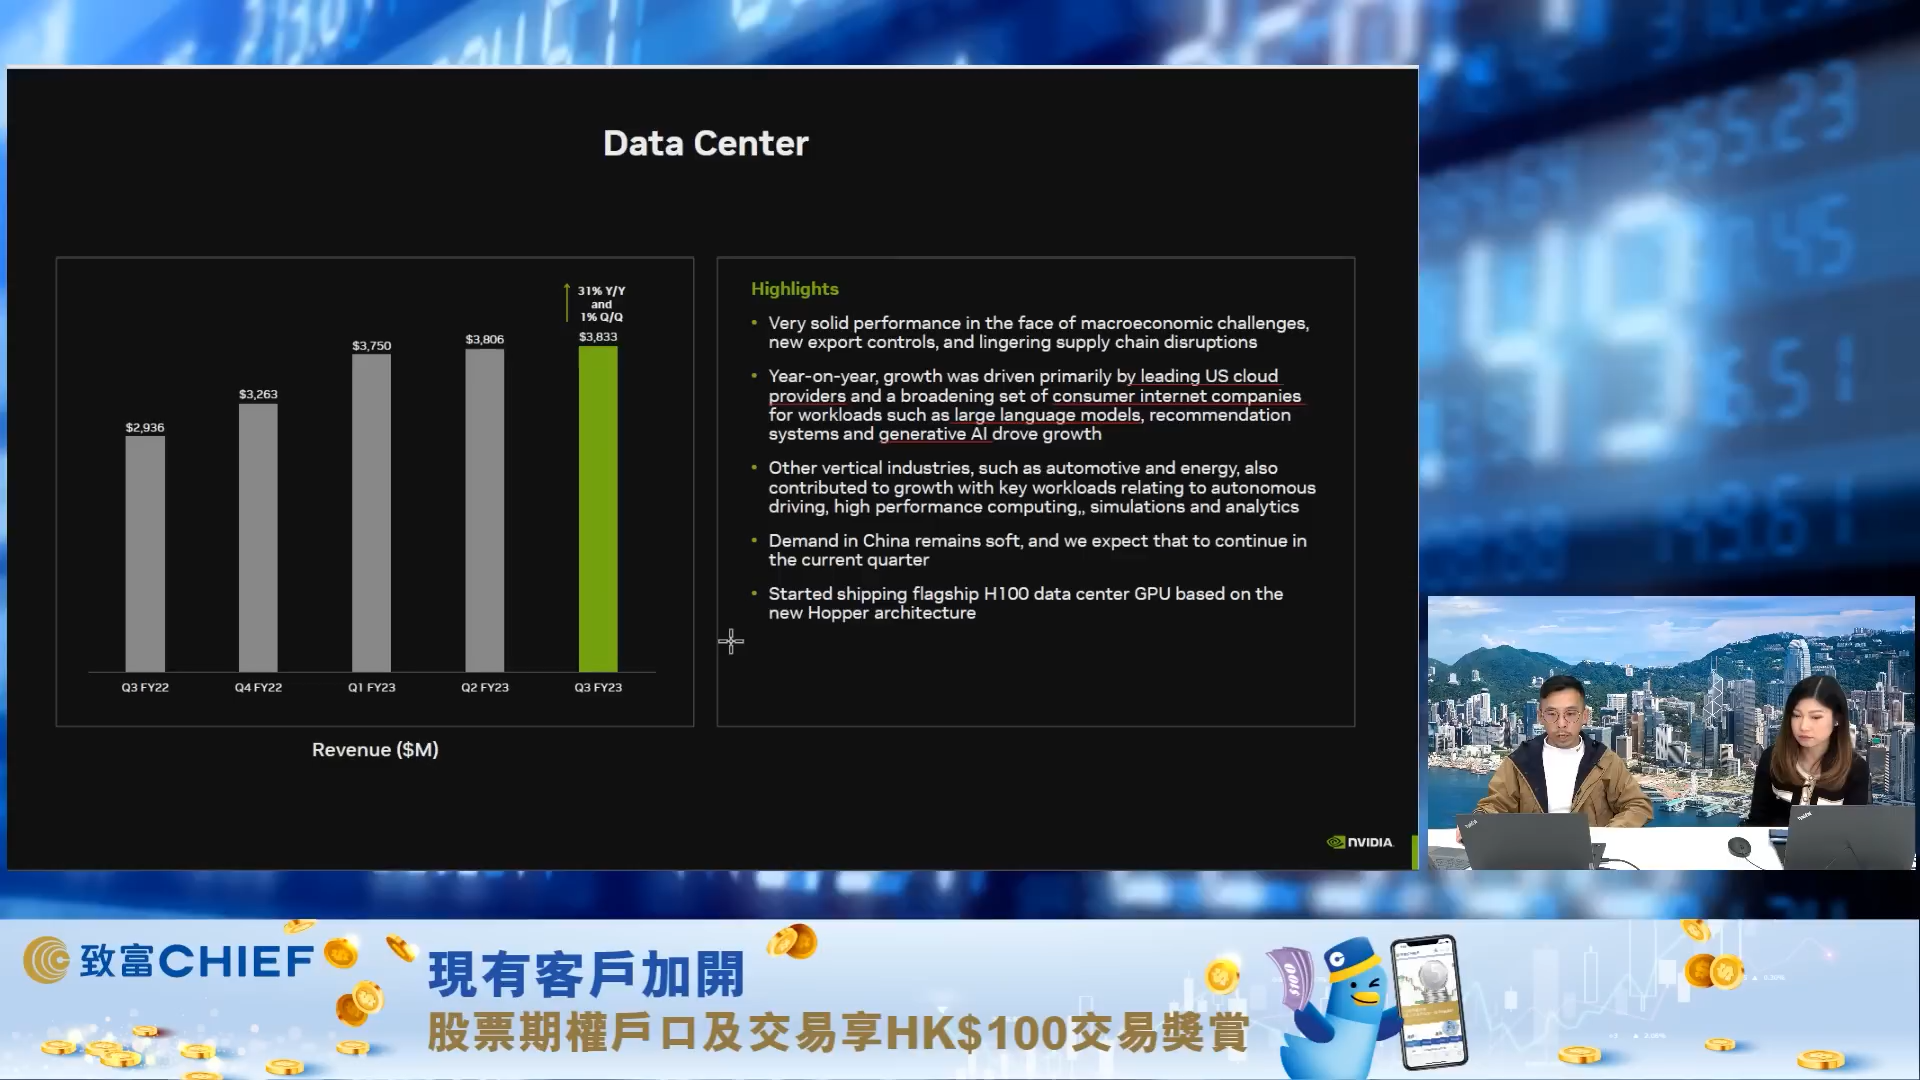 Data Center
31% Y/Y
and
1% Q/Q
$2,936
$3,263
$3,750
$3,806
$3,833
Q3 FY22
Q4 FY22
Q1 FY23
Q2 FY23
Q3 FY23
Revenue ($M)
Highlights
• Very solid performance in the face of macroeconomic challenges,
new export controls, and lingering supply chain disruptions
• Year-on-year, growth was driven primarily by leading US cloud
providers and a broadening set of consumer internet companies
for workloads such as large language models, recommendation
systems and generative AI drove growth
• Other vertical industries, such as automotive and energy, also
contributed to growth with key workloads relating to autonomous
driving, high performance computing,, simulations and analytics
• Demand in China remains soft, and we expect that to continue in
the current quarter
• Started shipping flagship H100 data center GPU based on the
new Hopper architecture
NVIDIA
致富CHIEF
現有客戶加開
股票期權戶口及交易享HK$100交易獎賞
$100